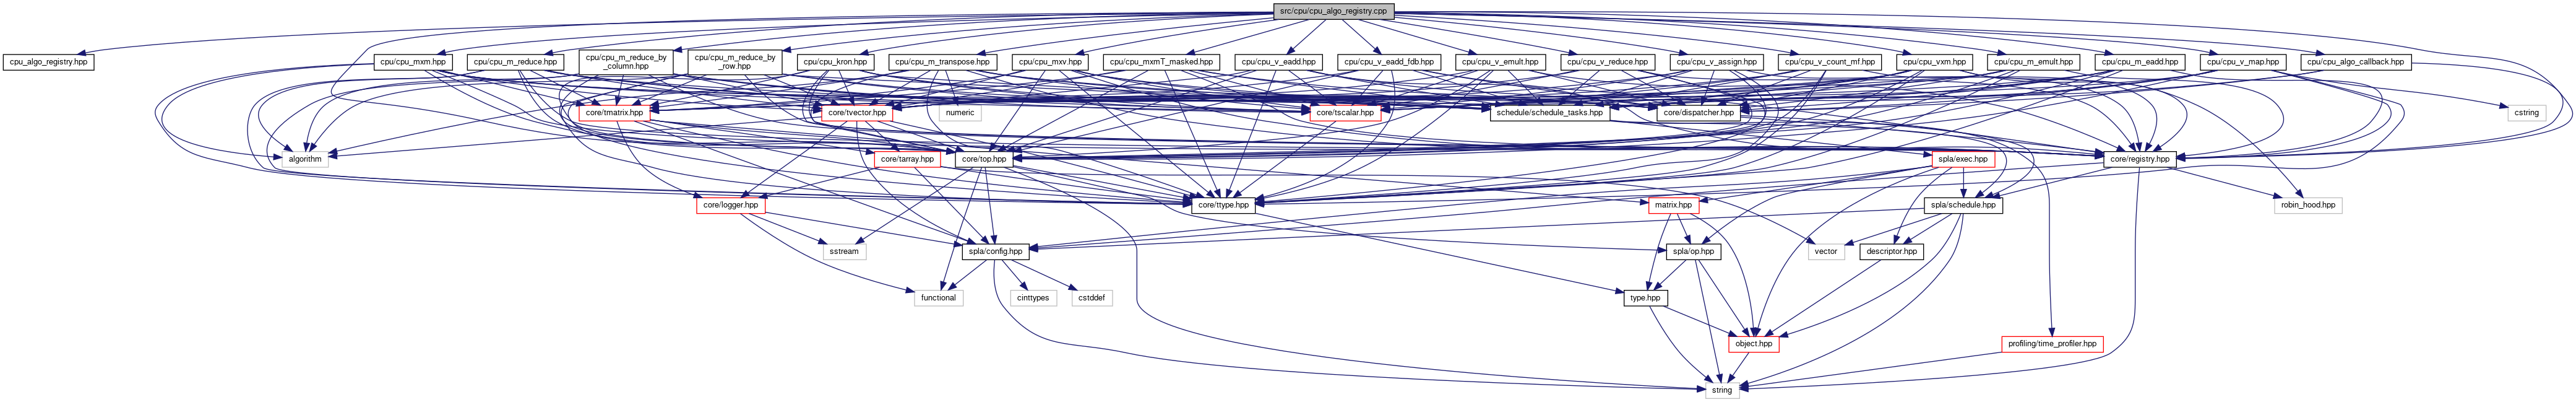 src/cpu/cpu_algo_registry.cpp
cpu_algo_registry.hpp
cpu/cpu_mxm.hpp
cpu/cpu_m_reduce.hpp
cpu/cpu_m_reduce_by
_column.hpp
cpu/cpu_m_reduce_by
_row.hpp
cpu/cpu_kron.hpp
cpu/cpu_m_transpose.hpp
cpu/cpu_mxv.hpp
cpu/cpu_mxmT_masked.hpp
cpu/cpu_v_eadd.hpp
cpu/cpu_v_eadd_fdb.hpp
cpu/cpu_v_emult.hpp
cpu/cpu_v_reduce.hpp
cpu/cpu_v_assign.hpp
cpu/cpu_v_count_mf.hpp
cpu/cpu_vxm.hpp
cpu/cpu_m_emult.hpp
cpu/cpu_m_eadd.hpp
cpu/cpu_v_map.hpp
cpu/cpu_algo_callback.hpp
core/tmatrix.hpp
core/tvector.hpp
numeric
core/tscalar.hpp
schedule/schedule_tasks.hpp
core/dispatcher.hpp
cstring
algorithm
core/tarray.hpp
core/top.hpp
spla/exec.hpp
core/registry.hpp
core/logger.hpp
core/ttype.hpp
matrix.hpp
spla/schedule.hpp
robin_hood.hpp
sstream
spla/config.hpp
spla/op.hpp
vector
descriptor.hpp
functional
cinttypes
cstddef
type.hpp
object.hpp
profiling/time_profiler.hpp
string